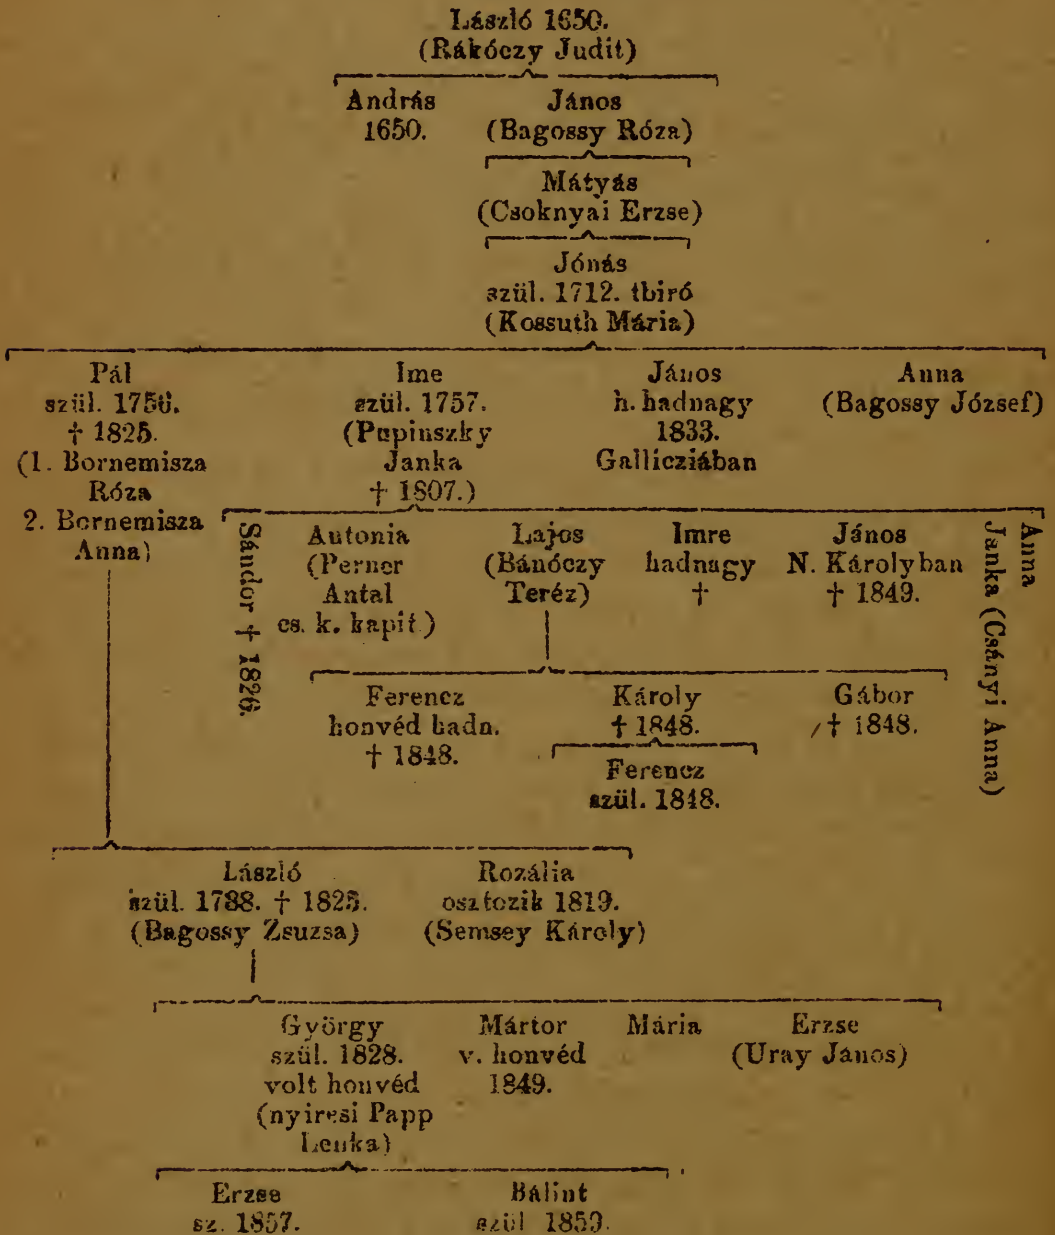 László 1650.
(Rákóczy Judit)
András
1650.
János
(Bagossy Róza)
Mátyás
(Csoknyai Erzse)
Jónás
szül. 1712. tbiró
(Kossuth Mária)
Pál
szül. 1756.
† 1825.
(1. Bornemisza
Róza
2. Bornemisza
Anna)
Ime
szül. 1757.
(Pupinszky
Janka
† 1807.)
János
h. hadnagy
1833.
Gallicziában
Anna
(Bagossy József)
Sándor † 1826.
Autonia
(Perner
Antal
cs. k. kapit.)
Lajos
(Bánóczy
Teréz)
Imre
hadnagy
†
János
N. Károlyban
† 1849.
Anna
Janka (Csányi Anna)
Ferencz
honvéd hadn.
† 1848.
Károly
† 1848.
Gábor
† 1848.
Ferencz
szül. 1848.
László
szül. 1788. † 1825.
(Bagossy Zsuzsa)
Rozália
osztozik 1819.
(Semsey Károly)
György
szül. 1828.
volt honvéd
(nyiresi Papp
Lenka)
Mártor
v. honvéd
1849.
Mária
Erzse
(Uray János)
Erzse
sz. 1857.
Bálint
szül 1859.